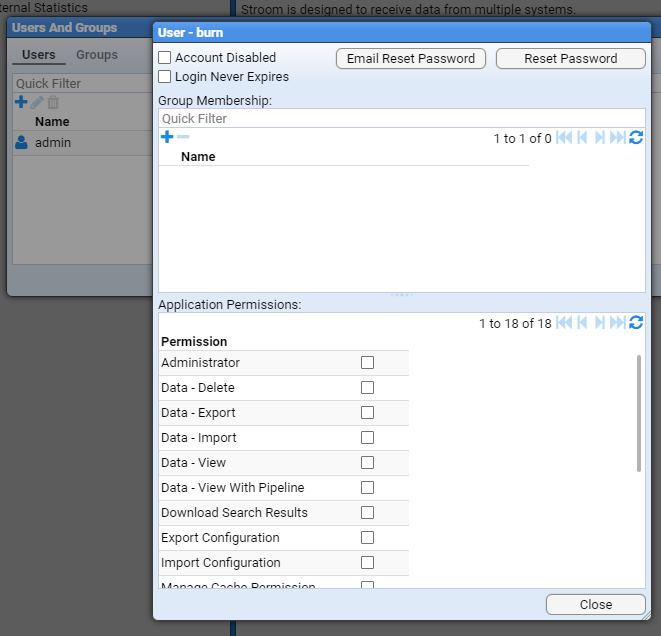 ternal Statistics
Stroom is designed to receive data from multiple systems.
Users And Groups
Users Groups
Quick Filter
Name
admin
User - burn
Account Disabled
Email Reset Password
Reset Password
Login Never Expires
Group Membership:
Quick Filter
1 to 1 of 0
Name
Application Permissions:
1 to 18 of 18
Permission
Administrator
Data - Delete
Data - Export
Data - Import
Data - View
Data - View With Pipeline
Download Search Results
Export Configuration
Import Configuration
Manage Cache Permission
Close